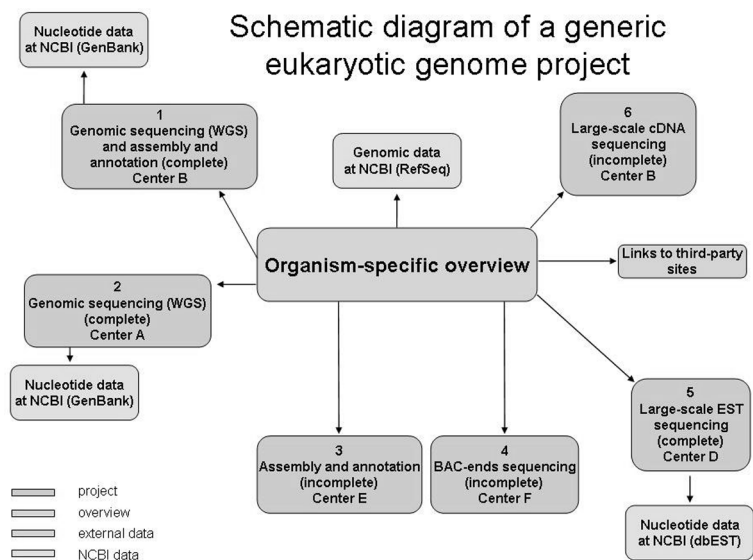 Schematic diagram of a generic
eukaryotic genome project
Nucleotide data
at NCBI (GenBank)
1
Genomic sequencing (WGS)
and assembly and
annotation (complete)
Center B
Genomic data
at NCBI (RefSeq)
6
Large-scale cDNA
sequencing
(incomplete)
Center B
Organism-specific overview
Links to third-party
sites
2
Genomic sequencing (WGS)
(complete)
Center A
Nucleotide data
at NCBI (GenBank)
3
Assembly and annotation
(incomplete)
Center E
4
BAC-ends sequencing
(incomplete)
Center F
5
Large-scale EST
sequencing
(complete)
Center D
Nucleotide data
at NCBI (dbEST)
project
overview
external data
NCBI data